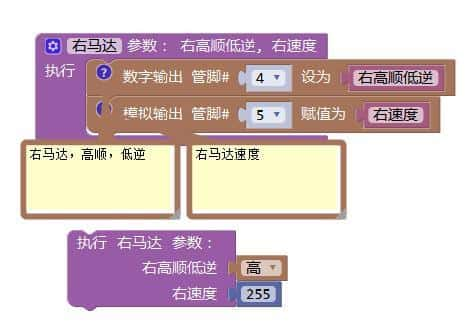 右马达 参数： 右高顺低逆, 右速度
执行 ? 数字输出 管脚# 4 设为 右高顺低逆
模拟输出 管脚# 5 赋值为 右速度
右马达，高顺，低逆 右马达速度
执行 右马达 参数：
右高顺低逆 高
右速度 255